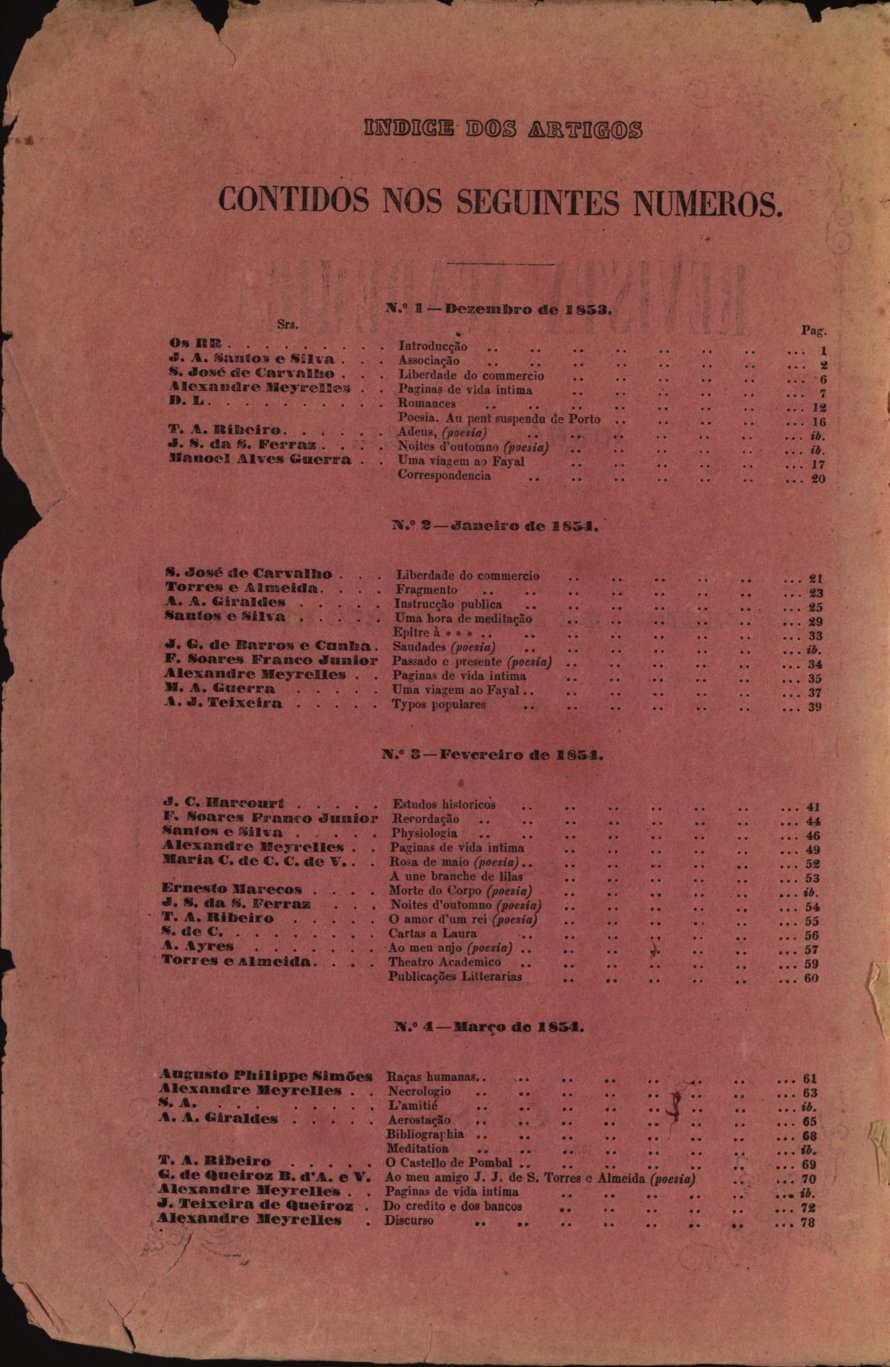 INDICE DOS ARTIGOS
CONTIDOS NOS SEGUINTES NUMEROS.
N.º 1 — Dezembro de 1853.
Srs. Pag.
Os RR. . . . . . . . . . Introducção .. .. .. .. .. .. .. ... 1
J. A. Santos e Silva . . . Associação .. .. .. .. .. .. .. ... 2
S. José de Carvalho . . . Liberdade do commercio .. .. .. .. .. ... 6
Alexandre Meyrelles . . Paginas de vida intima .. .. .. .. .. ... 7
D. L. . . . . . . . . . Romances .. .. .. .. .. .. .. ... 12
Poesia. Au pent suspendu de Porto .. .. .. .. ... 16
T. A. Ribeiro. . . . . . Adeus, (poesia) .. .. .. .. .. .. ... ib.
J. S. da S. Ferraz . . . . Noites d'outomno (poesia) .. .. .. .. .. ... ib.
Manoel Alves Guerra . . Uma viagem ao Fayal .. .. .. .. .. ... 17
Correspondencia .. .. .. .. .. .. ... 20
N.º 2 — Janeiro de 1854.
S. José de Carvalho . . . Liberdade do commercio .. .. .. .. .. ... 21
Torres e Almeida. . . . Fragmento .. .. .. .. .. .. .. ... 23
A. A. Giraldes . . . . . Instrucção publica .. .. .. .. .. .. ... 25
Santos e Silva . . . . . Uma hora de meditação .. .. .. .. .. ... 29
Epître à * * * .. .. .. .. .. .. .. ... 33
J. G. de Barros e Cunha . Saudades (poesia) .. .. .. .. .. .. ... ib.
F. Soares Franco Junior Passado e presente (poesia) .. .. .. .. .. ... 34
Alexandre Meyrelles . . Paginas de vida intima .. .. .. .. .. ... 35
M. A. Guerra . . . . . Uma viagem ao Fayal .. .. .. .. .. .. ... 37
A. J. Teixeira . . . . . Typos populares .. .. .. .. .. .. ... 39
N.º 3 — Fevereiro de 1854.
J. C. Harcourt . . . . . Estudos historicos .. .. .. .. .. .. ... 41
F. Soares Franco Junior Recordação .. .. .. .. .. .. .. ... 44
Santos e Silva . . . . . Physiologia .. .. .. .. .. .. .. ... 46
Alexandre Meyrelles . . Paginas de vida intima .. .. .. .. .. ... 49
Maria C. de C. C. de V. . . Rosa de maio (poesia) .. .. .. .. .. .. ... 52
A une branche de lilas .. .. .. .. .. ... 53
Ernesto Marecos . . . . Morte do Corpo (poesia) .. .. .. .. .. ... ib.
J. S. da S. Ferraz . . . Noites d'outomno (poesia) .. .. .. .. .. ... 54
T. A. Ribeiro . . . . . O amor d'um rei (poesia) .. .. .. .. .. ... 55
S. de C. . . . . . . . Cartas a Laura .. .. .. .. .. .. ... 56
A. Ayres . . . . . . . Ao meu anjo (poesia) .. .. .. .. .. .. ... 57
Torres e Almeida. . . . Theatro Academico .. .. .. .. .. .. ... 59
Publicações Litterarias .. .. .. .. .. ... 60
N.º 4 — Março de 1854.
Augusto Philippe Simões Raças humanas.. .. .. .. .. .. .. ... 61
Alexandre Meyrelles . . Necrologio .. .. .. .. .. .. .. ... 63
S. A. . . . . . . . . . L'amitié .. .. .. .. .. .. .. ... ib.
A. A. Giraldes . . . . . Aerostação .. .. .. .. .. .. .. ... 65
Bibliographia .. .. .. .. .. .. .. ... 68
Meditation .. .. .. .. .. .. .. ... ib.
T. A. Ribeiro . . . . . O Castello de Pombal .. .. .. .. .. .. ... 69
G. de Queiroz B. d'A. e V. Ao meu amigo J. J. de S. Torres e Almeida (poesia) .. ... 70
Alexandre Meyrelles . . Paginas de vida intima .. .. .. .. .. ... ib.
J. Teixeira de Queiroz . Do credito e dos bancos .. .. .. .. .. ... 72
Alexandre Meyrelles . Discurso .. .. .. .. .. .. .. ... 78